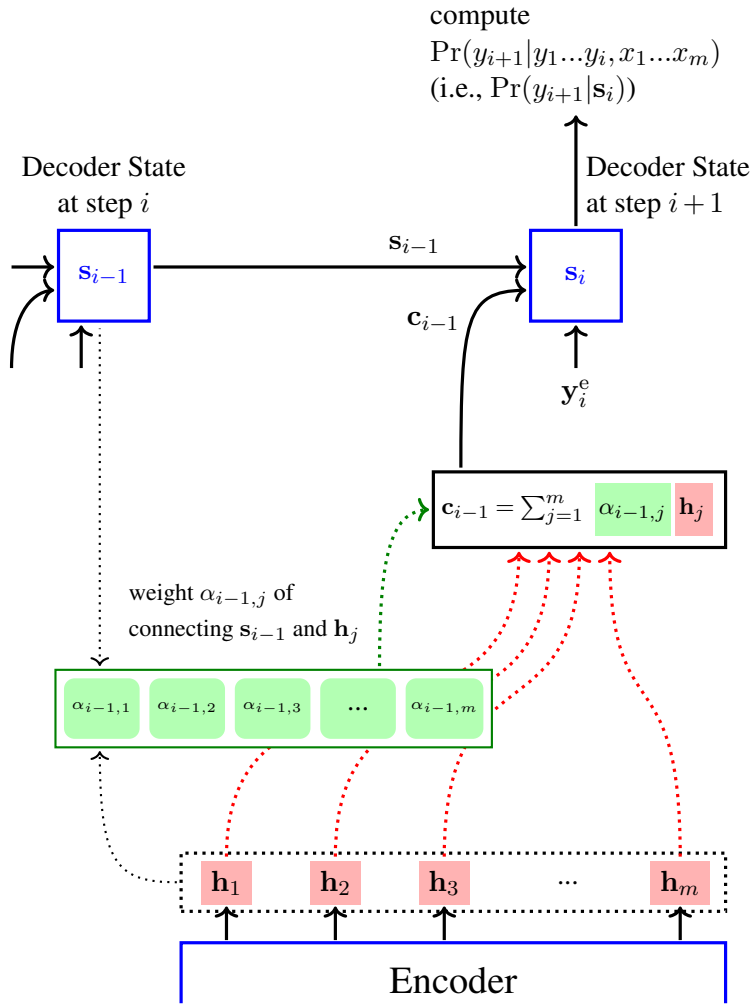 compute
Pr(y_{i+1}|y_1...y_i, x_1...x_m)
(i.e., Pr(y_{i+1}|s_i))
Decoder State
at step i
Decoder State
at step i+1
s_{i−1}
s_{i−1}
s_i
c_{i−1}
y_i^e
c_{i−1} = ∑_{j=1}^m α_{i−1,j} h_j
weight α_{i−1,j} of
connecting s_{i−1} and h_j
α_{i−1,1} α_{i−1,2} α_{i−1,3} ... α_{i−1,m}
h_1 h_2 h_3 ... h_m
Encoder